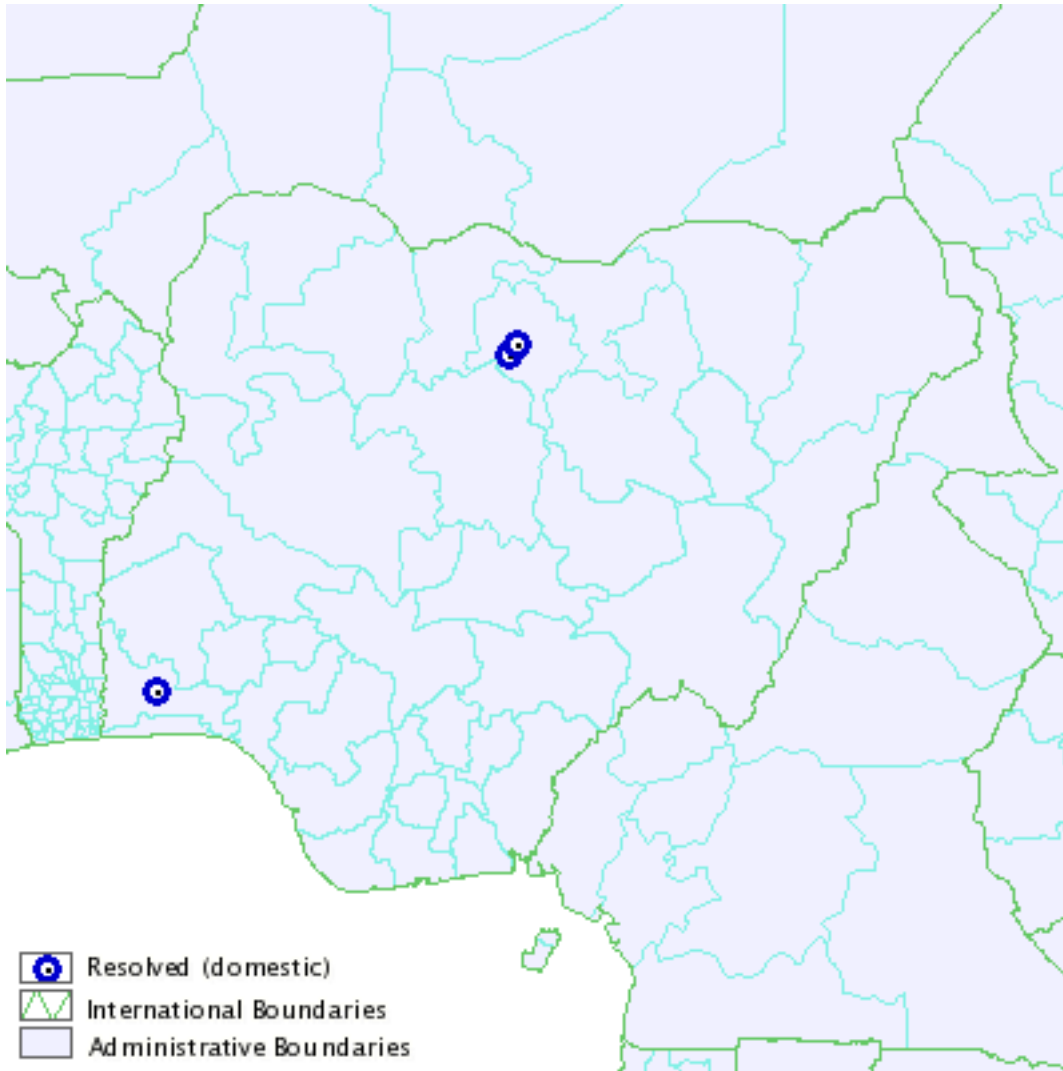 Resolved (domestic)
International Boundaries
Administrative Boundaries